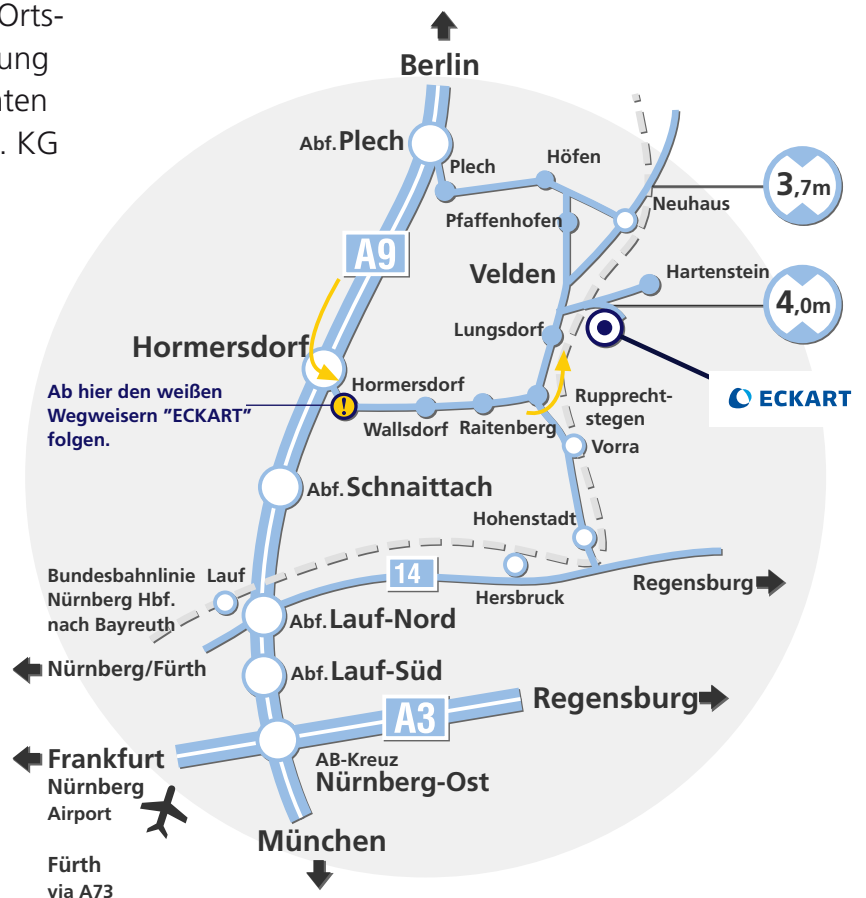 Orts-
ung
ten
. KG
Berlin
Abf. Plech
Plech
Höfen
3,7m
Neuhaus
Pfaffenhofen
A9
Velden
Hartenstein
4,0m
Lungsdorf
Hormersdorf
Hormersdorf
Ab hier den weißen
Wegweisern "ECKART"
folgen.
!
Wallsdorf
Raitenberg
Rupprecht-
stegen
ECKART
Vorra
Abf. Schnaittach
Hohenstadt
Bundesbahnlinie
Nürnberg Hbf.
nach Bayreuth
Lauf
14
Hersbruck
Regensburg
Abf. Lauf-Nord
Nürnberg/Fürth
Abf. Lauf-Süd
Regensburg
A3
Frankfurt
AB-Kreuz
Nürnberg-Ost
Nürnberg
Airport
München
Fürth
via A73